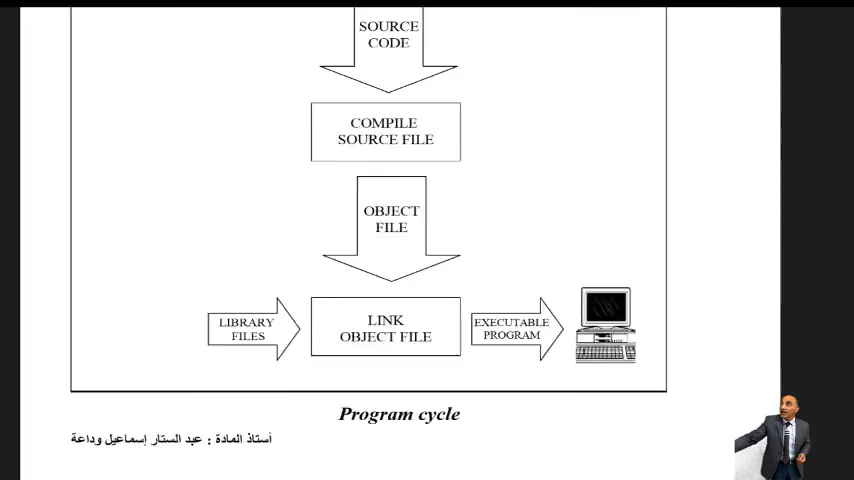 SOURCE
CODE
COMPILE
SOURCE FILE
OBJECT
FILE
LIBRARY
FILES
LINK
OBJECT FILE
EXECUTABLE
PROGRAM
Program cycle
أستاذ المادة : عبد الستار إسماعيل وداعة